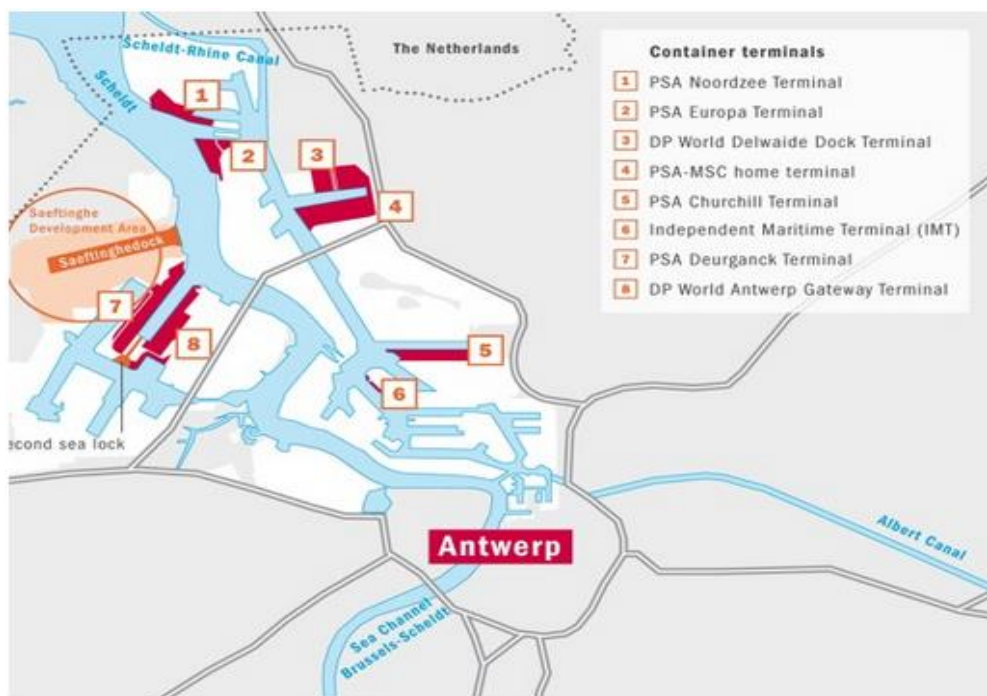 Scheldt-Rhine Canal
Scheldt
The Netherlands
Container terminals
1 PSA Noordzee Terminal
2 PSA Europa Terminal
3 DP World Delwaide Dock Terminal
4 PSA-MSC home terminal
5 PSA Churchill Terminal
6 Independent Maritime Terminal (IMT)
7 PSA Deurganck Terminal
8 DP World Antwerp Gateway Terminal
1
2
3
4
Saeftinghe
Development Area
Saeftinghedock
7
8
5
6
econd sea lock
Antwerp
Albert Canal
Sea Channel
Brussels-Scheldt